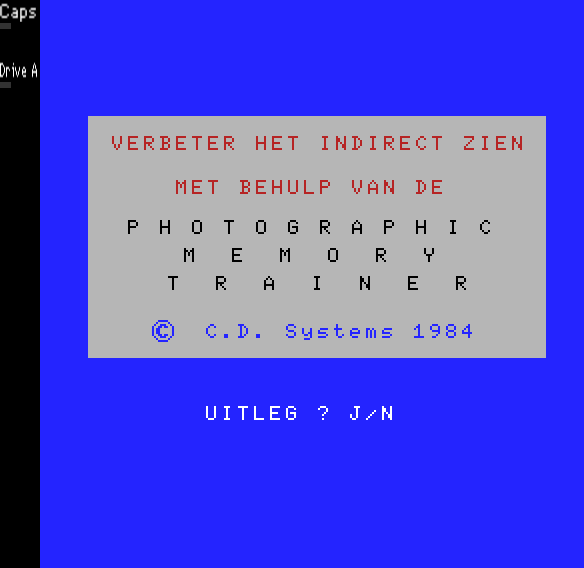 Caps
Drive A
VERBETER HET INDIRECT ZIEN
MET BEHULP VAN DE
P H O T O G R A P H I C
M E M O R Y
T R A I N E R
© C.D. Systems 1984
UITLEG ? J/N